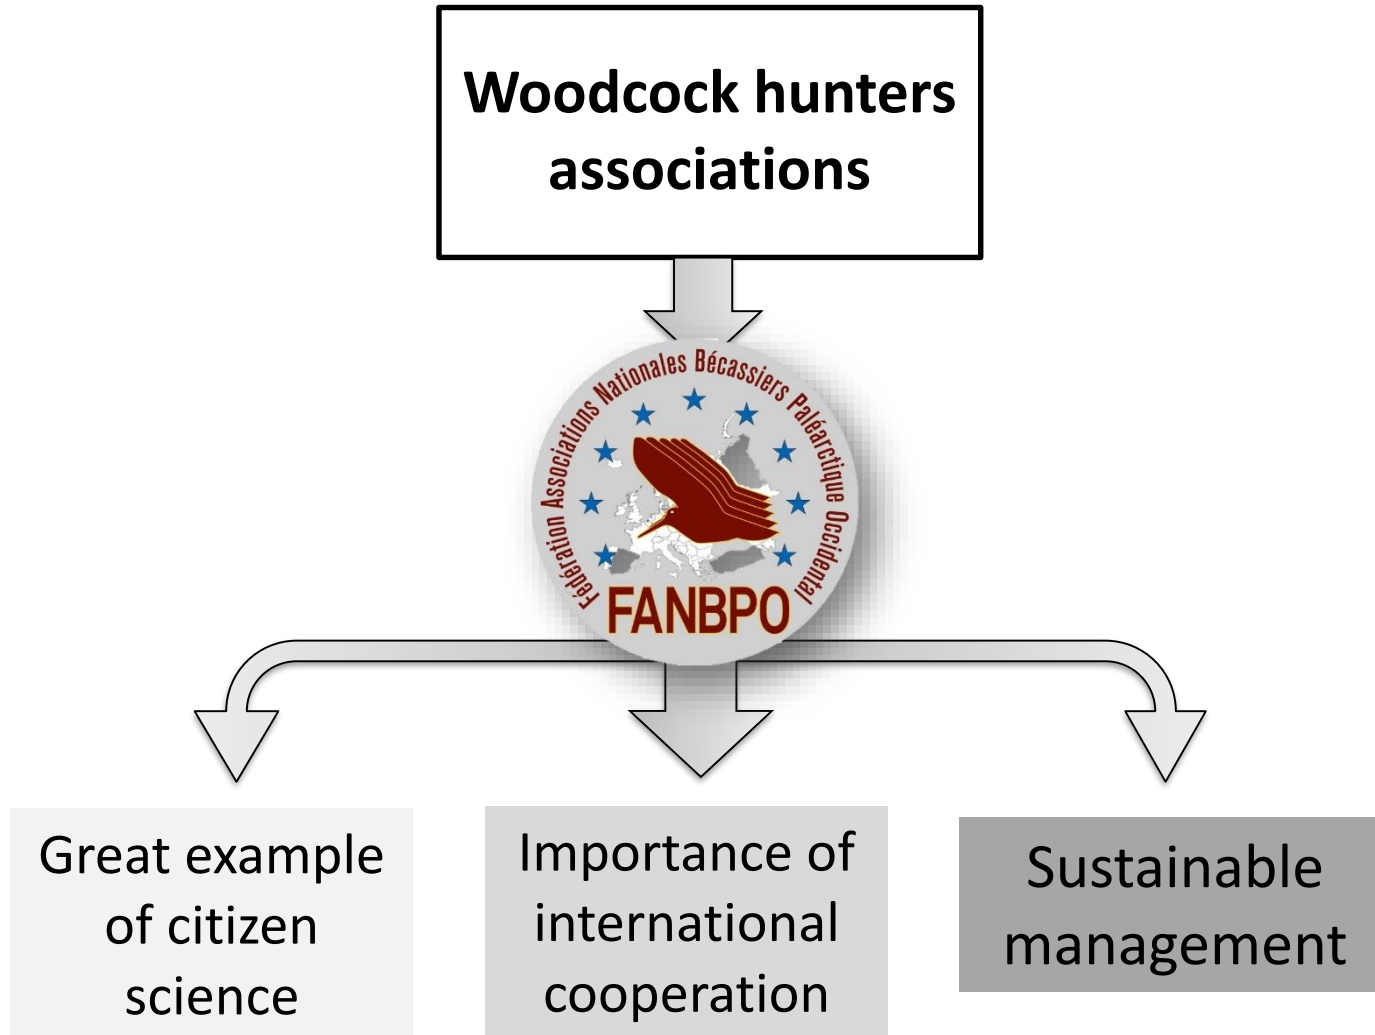 Woodcock hunters
associations
Fédération Associations Nationales Bécassiers Paléarctique Occidental
FANBPO
Great example
of citizen
science
Importance of
international
cooperation
Sustainable
management